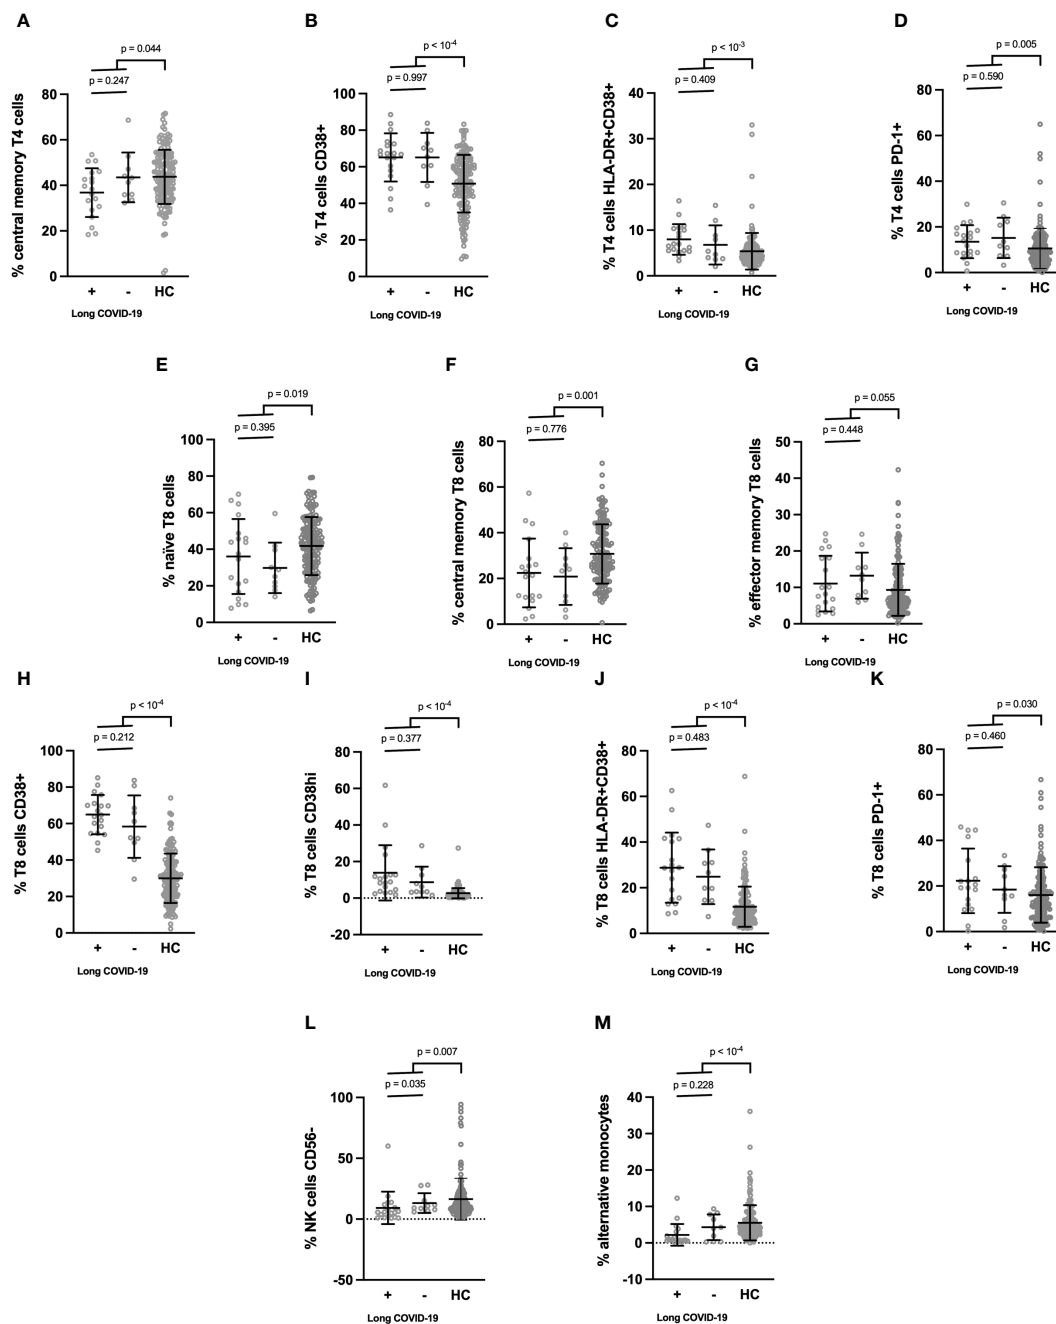 A
p = 0.044
p = 0.247
% central memory T4 cells
80
60
40
20
0
+ - HC
Long COVID-19
B
p < 10-4
p = 0.997
% T4 cells CD38+
100
80
60
40
20
0
+ - HC
Long COVID-19
C
p < 10-3
p = 0.409
% T4 cells HLA-DR+CD38+
40
30
20
10
0
+ - HC
Long COVID-19
D
p = 0.005
p = 0.590
% T4 cells PD-1+
80
60
40
20
0
+ - HC
Long COVID-19
E
p = 0.019
p = 0.395
% naïve T8 cells
100
80
60
40
20
0
+ - HC
Long COVID-19
F
p = 0.001
p = 0.776
% central memory T8 cells
80
60
40
20
0
+ - HC
Long COVID-19
G
p = 0.055
p = 0.448
% effector memory T8 cells
50
40
30
20
10
0
+ - HC
Long COVID-19
H
p < 10-4
p = 0.212
% T8 cells CD38+
100
80
60
40
20
0
+ - HC
Long COVID-19
I
p < 10-4
p = 0.377
% T8 cells CD38hi
80
60
40
20
0
-20
+ - HC
Long COVID-19
J
p < 10-4
p = 0.483
% T8 cells HLA-DR+CD38+
80
60
40
20
0
+ - HC
Long COVID-19
K
p = 0.030
p = 0.460
% T8 cells PD-1+
80
60
40
20
0
+ - HC
Long COVID-19
L
p = 0.007
p = 0.035
% NK cells CD56-
100
50
0
-50
+ - HC
Long COVID-19
M
p < 10-4
p = 0.228
% alternative monocytes
40
30
20
10
0
-10
+ - HC
Long COVID-19